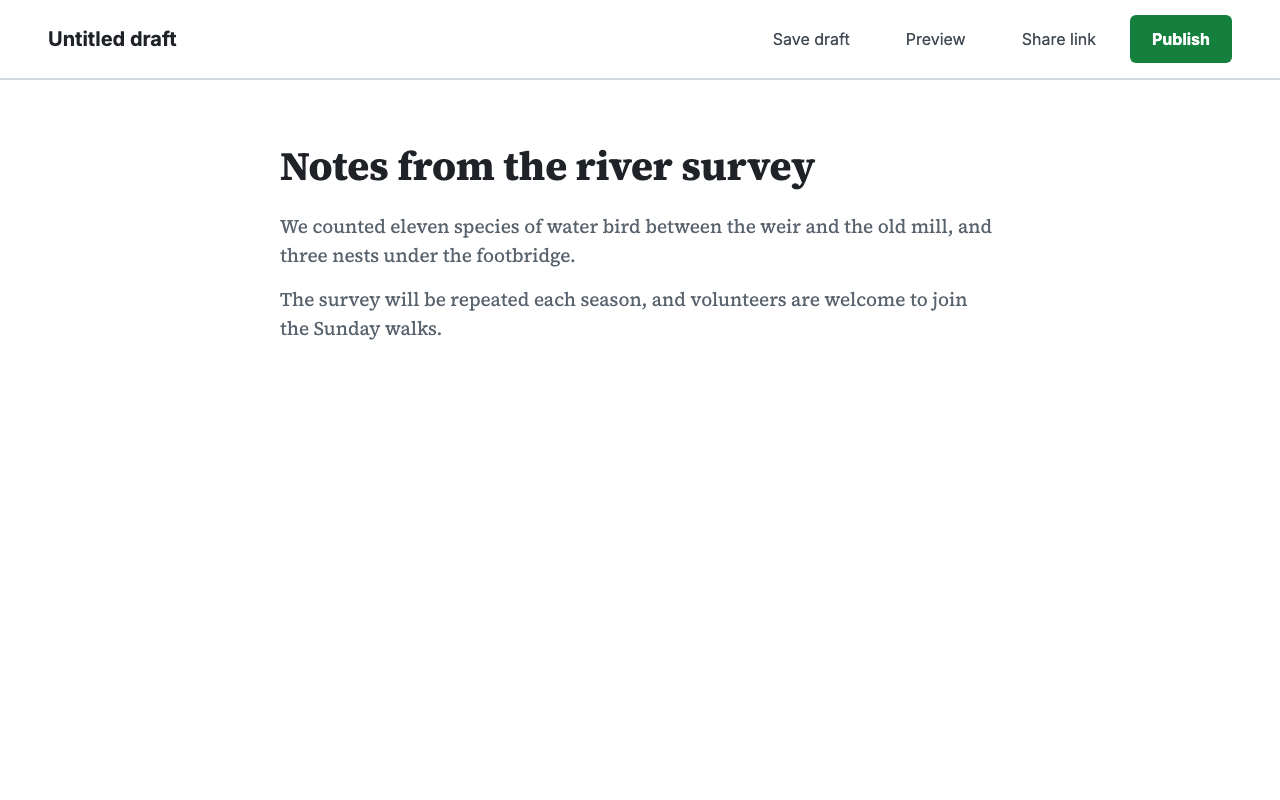 Untitled draft
Save draft
Preview
Share link
Publish
Notes from the river survey
We counted eleven species of water bird between the weir and the old mill, and
three nests under the footbridge.
The survey will be repeated each season, and volunteers are welcome to join
the Sunday walks.